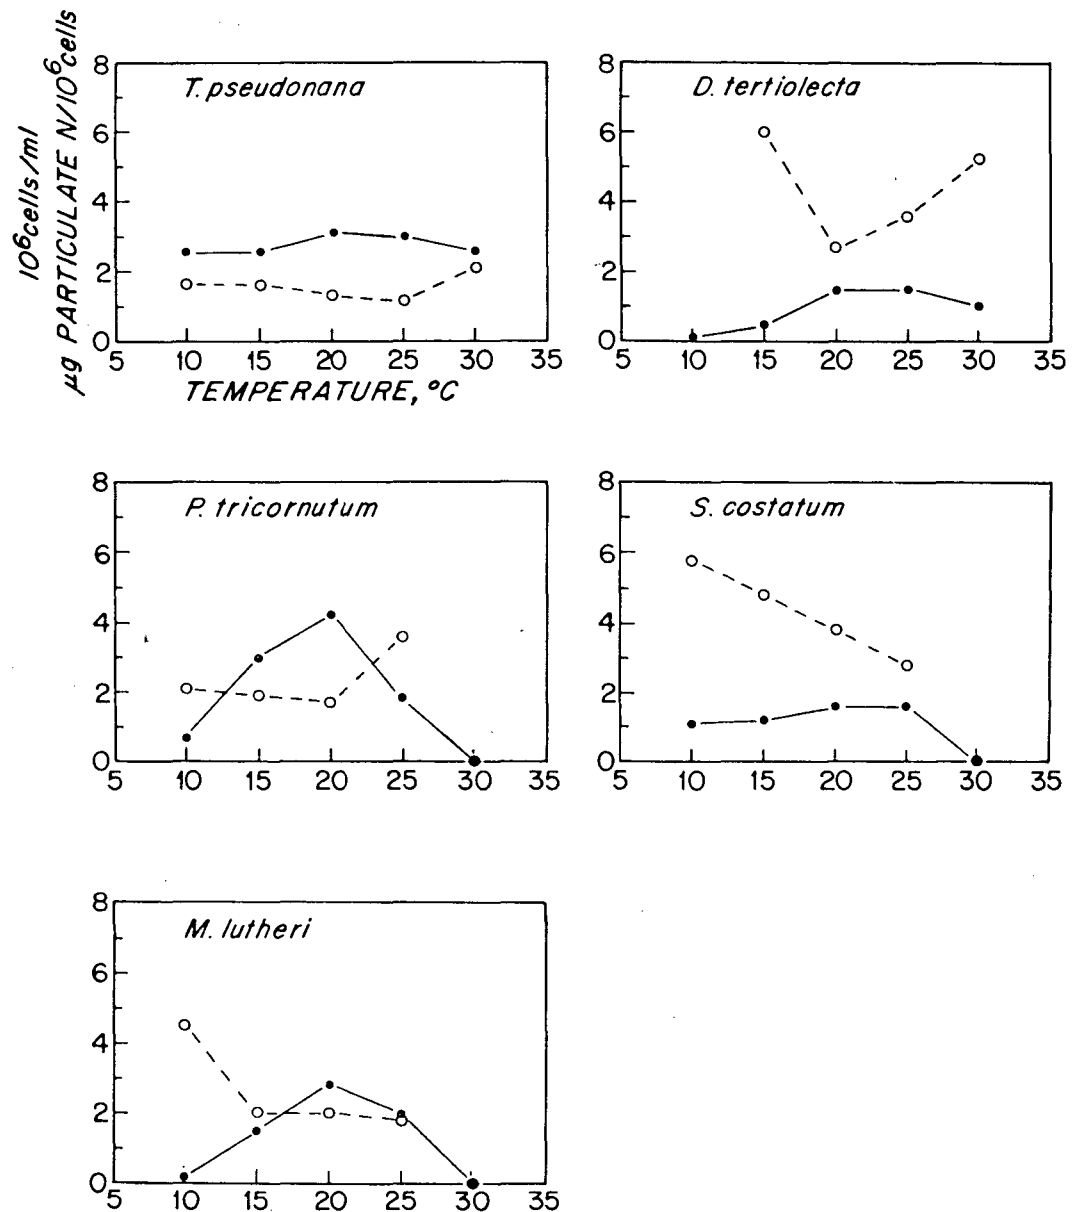 10⁶cells/ml
µg PARTICULATE N/10⁶cells
T. pseudonana
8
6
4
2
0
5 10 15 20 25 30 35
TEMPERATURE, °C
D. tertiolecta
8
6
4
2
0
5 10 15 20 25 30 35
P. tricornutum
8
6
4
2
0
5 10 15 20 25 30 35
S. costatum
8
6
4
2
0
5 10 15 20 25 30 35
M. lutheri
8
6
4
2
0
5 10 15 20 25 30 35